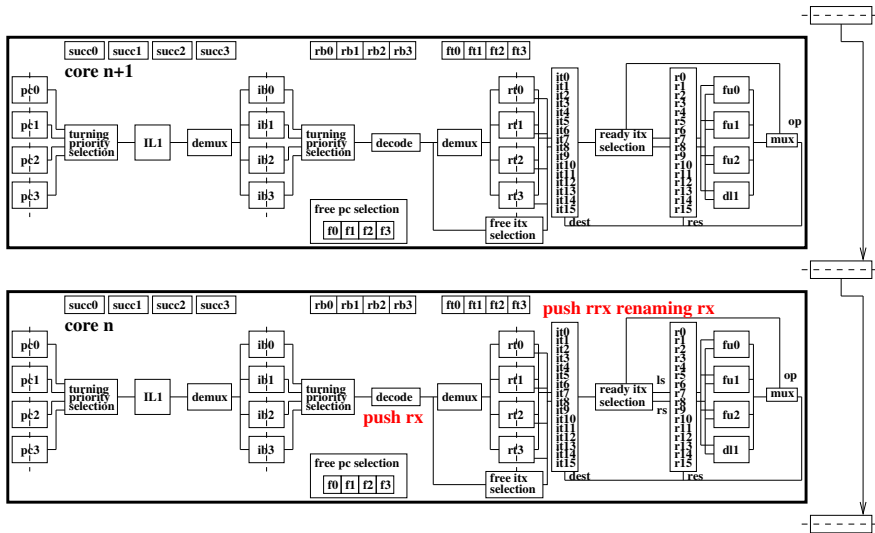 succ0 succ1 succ2 succ3 rb0 rb1 rb2 rb3 ft0 ft1 ft2 ft3
core n+1
pc0
pc1
pc2
pc3
turning
priority
selection
IL1
demux
ib0
ib1
ib2
ib3
turning
priority
selection
decode
demux
free pc selection
f0 f1 f2 f3
rt0
rt1
rt2
rt3
free itx
selection
it0
it1
it2
it3
it4
it5
it6
it7
it8
it9
it10
it11
it12
it13
it14
it15
dest
ready itx
selection
r0
r1
r2
r3
r4
r5
r6
r7
r8
r9
r10
r11
r12
r13
r14
r15
res
fu0
fu1
fu2
dl1
op
mux
succ0 succ1 succ2 succ3 rb0 rb1 rb2 rb3 ft0 ft1 ft2 ft3
push rrx renaming rx
core n
pc0
pc1
pc2
pc3
turning
priority
selection
IL1
demux
ib0
ib1
ib2
ib3
turning
priority
selection
decode
push rx
demux
free pc selection
f0 f1 f2 f3
rt0
rt1
rt2
rt3
free itx
selection
it0
it1
it2
it3
it4
it5
it6
it7
it8
it9
it10
it11
it12
it13
it14
it15
dest
ready itx
selection
ls
rs
r0
r1
r2
r3
r4
r5
r6
r7
r8
r9
r10
r11
r12
r13
r14
r15
res
fu0
fu1
fu2
dl1
op
mux